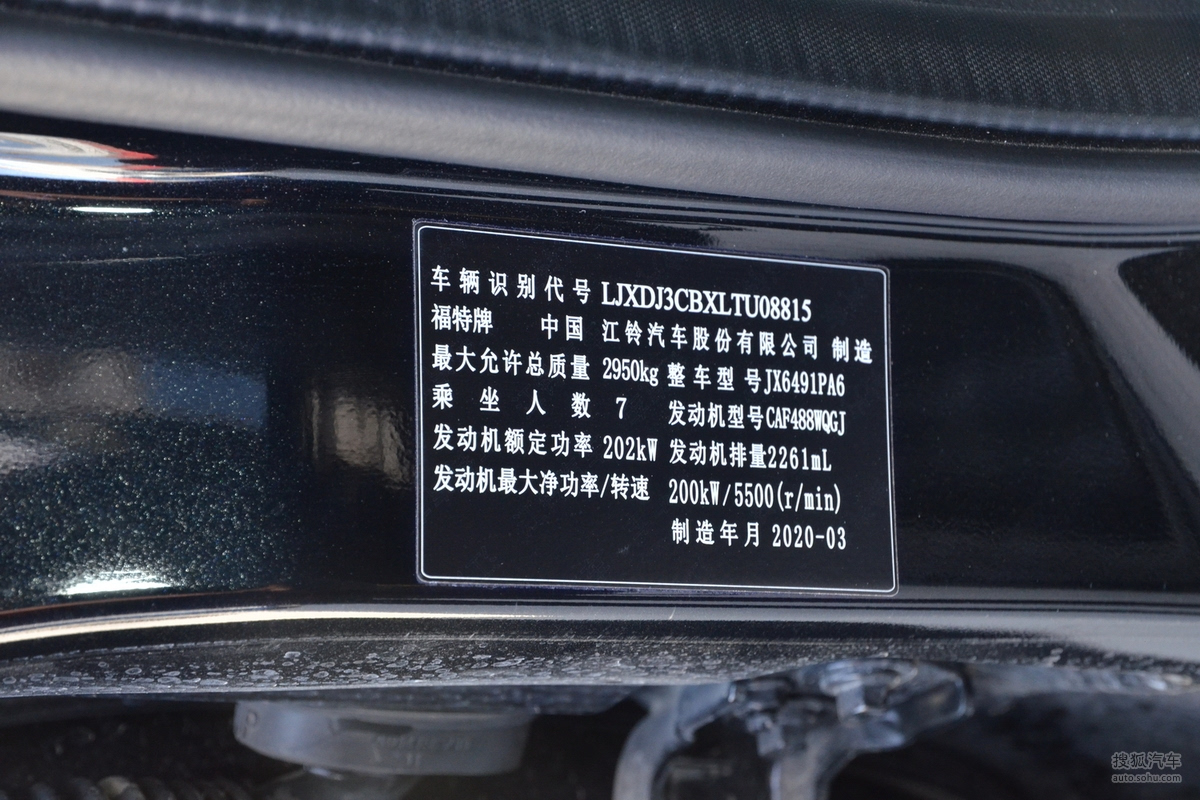 车辆识别代号 LJXDJ3CBXLTU08815
福特牌 中国 江铃汽车股份有限公司 制造
最大允许总质量 2950kg 整车型号JX6491PA6
乘坐人数 7 发动机型号CAF488WQGJ
发动机额定功率 202kW 发动机排量2261mL
发动机最大净功率/转速 200kW/5500(r/min)
制造年月 2020-03
搜狐汽车
auto.sohu.com